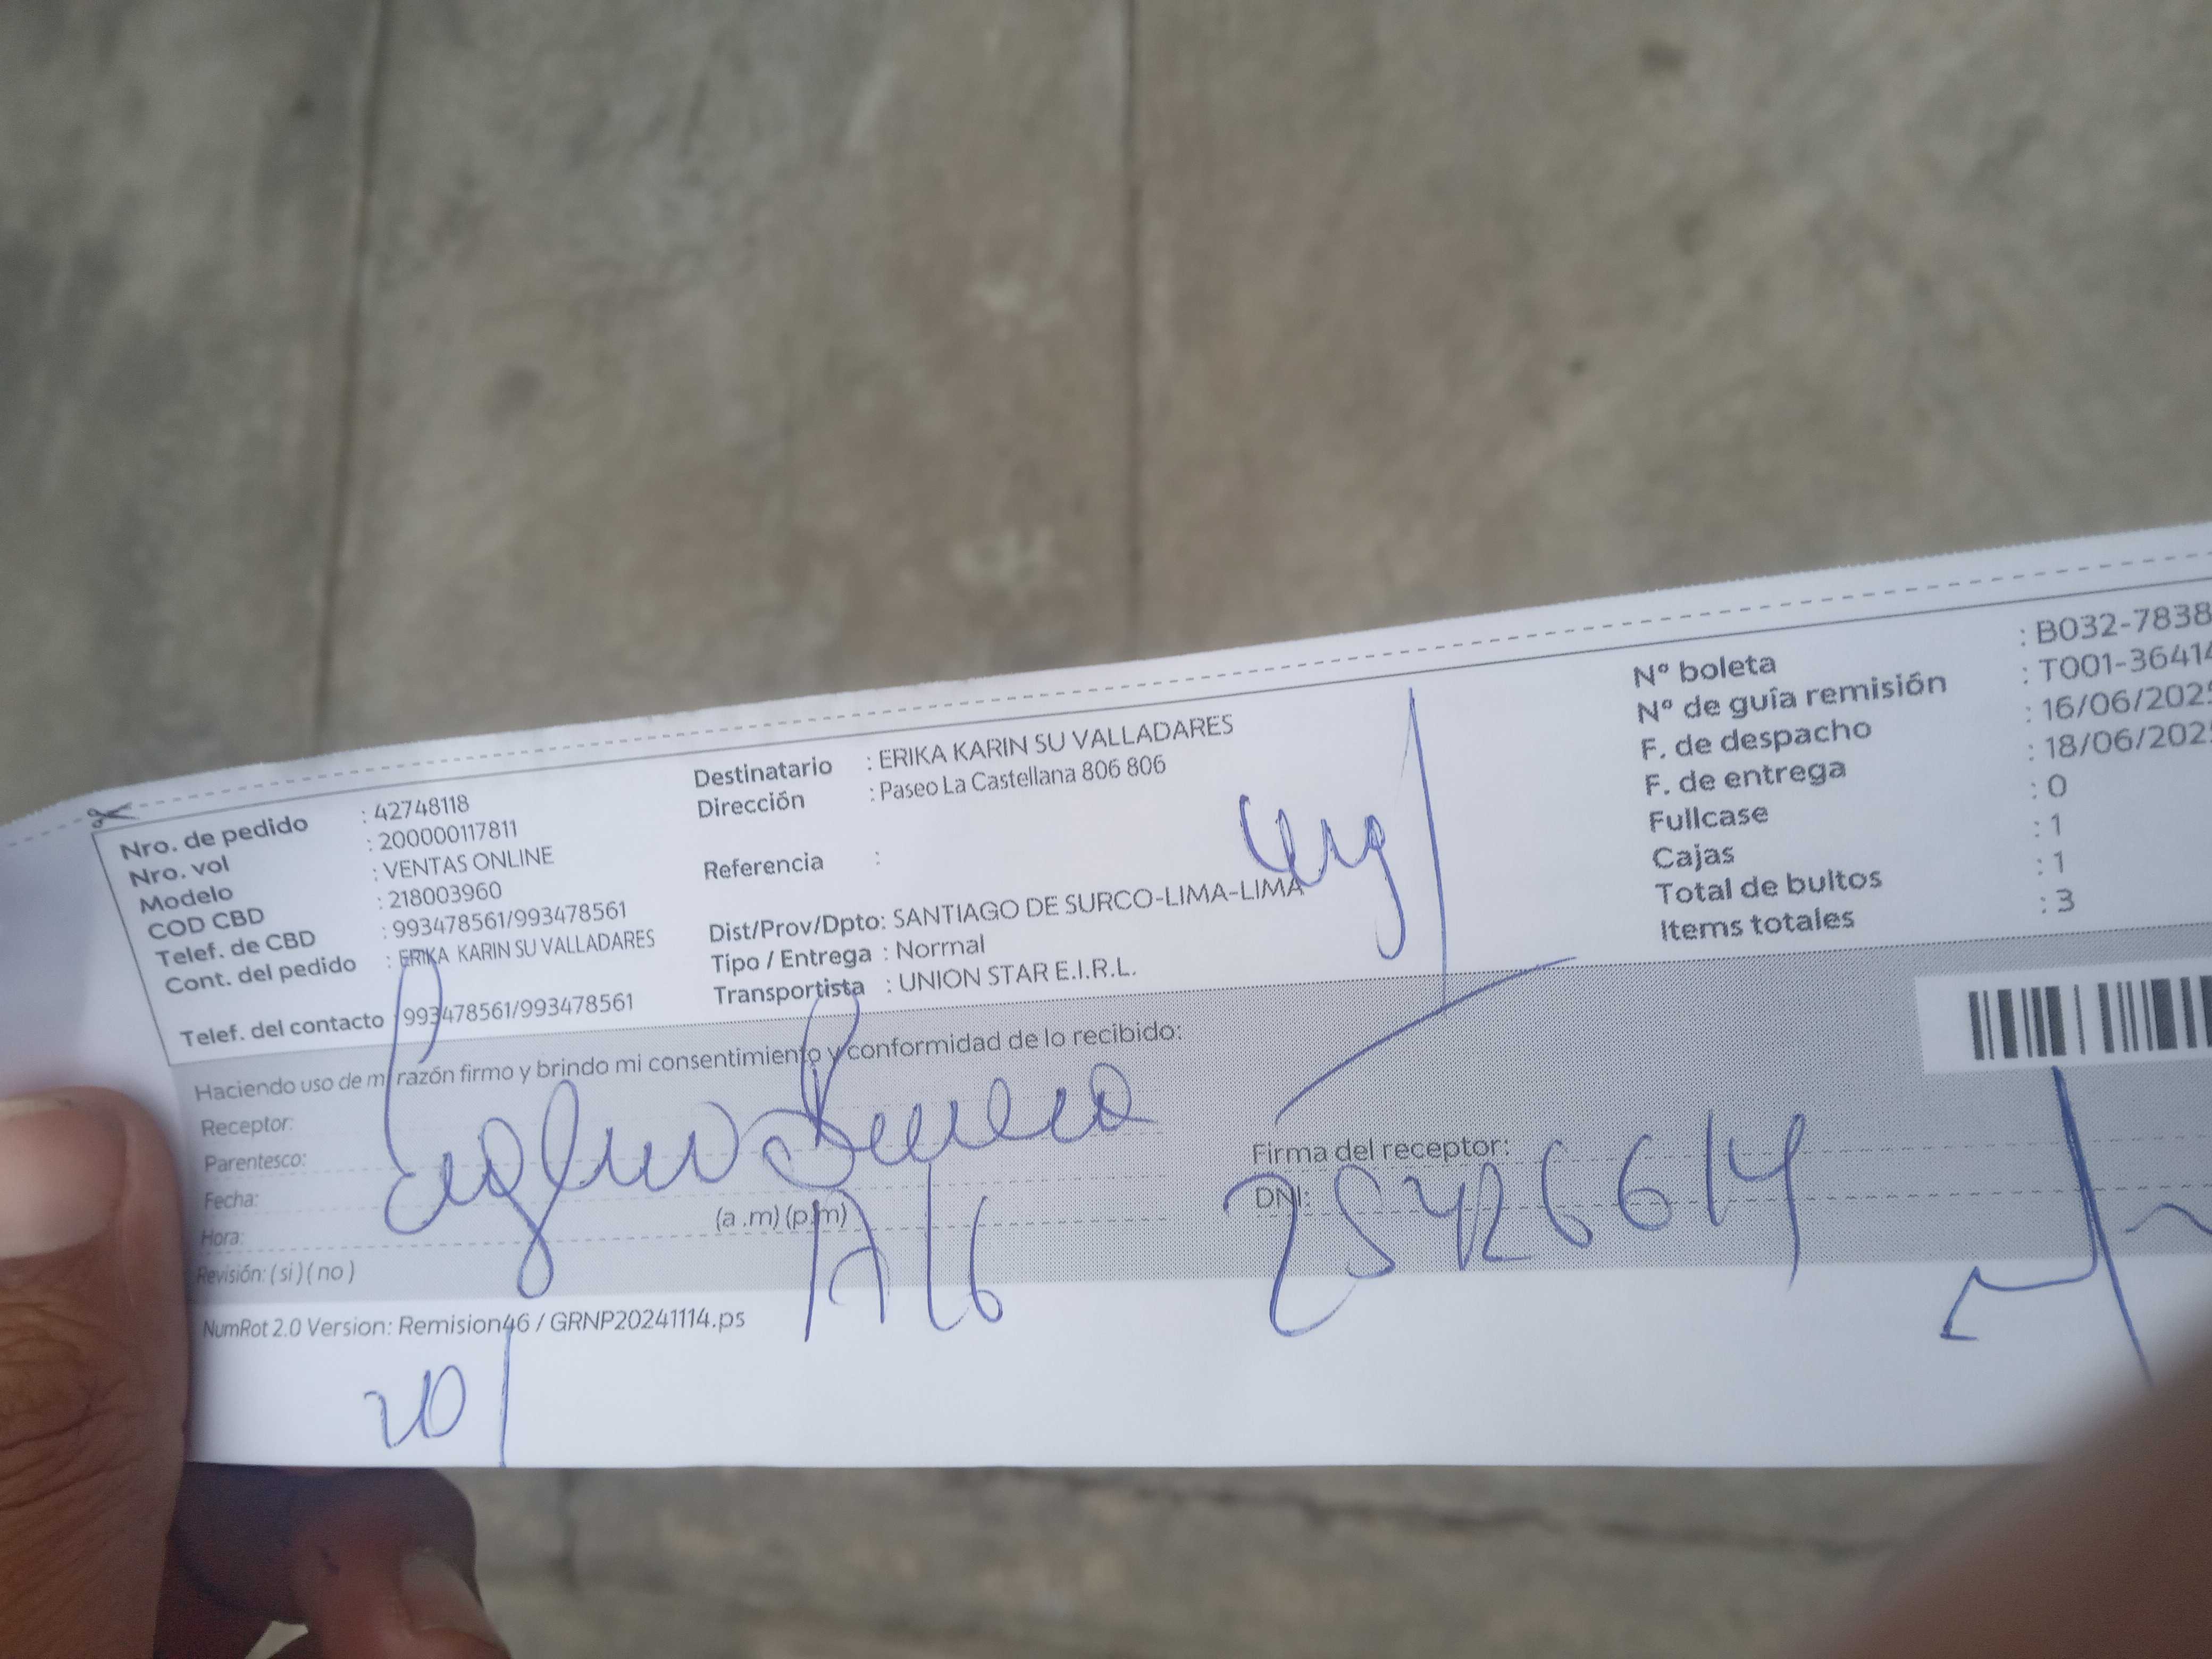 Nro. de pedido : 42748118
Nro. vol : 200000117811
Modelo : VENTAS ONLINE
COD CBD : 218003960
Telef. de CBD : 993478561/993478561
Cont. del pedido : ERIKA KARIN SU VALLADARES
Telef. del contacto : 993478561/993478561
Destinatario : ERIKA KARIN SU VALLADARES
Dirección : Paseo La Castellana 806 806
Referencia :
Dist/Prov/Dpto: SANTIAGO DE SURCO-LIMA-LIMA
Tipo / Entrega : Normal
Transportista : UNION STAR E.I.R.L.
N° boleta : B032-7838
N° de guía remisión : T001-36414
F. de despacho : 16/06/2025
F. de entrega : 18/06/2025
Fullcase : 0
Cajas : 1
Total de bultos : 1
Items totales : 3
Haciendo uso de mi razón firmo y brindo mi consentimiento y conformidad de lo recibido:
Receptor:
Parentesco:
Fecha:
Hora: (a.m) (p.m)
Revisión: ( si ) ( no )
17/6
Firma del receptor:
DNI: 25426614
NumRot 2.0 Version: Remision46 / GRNP20241114.ps